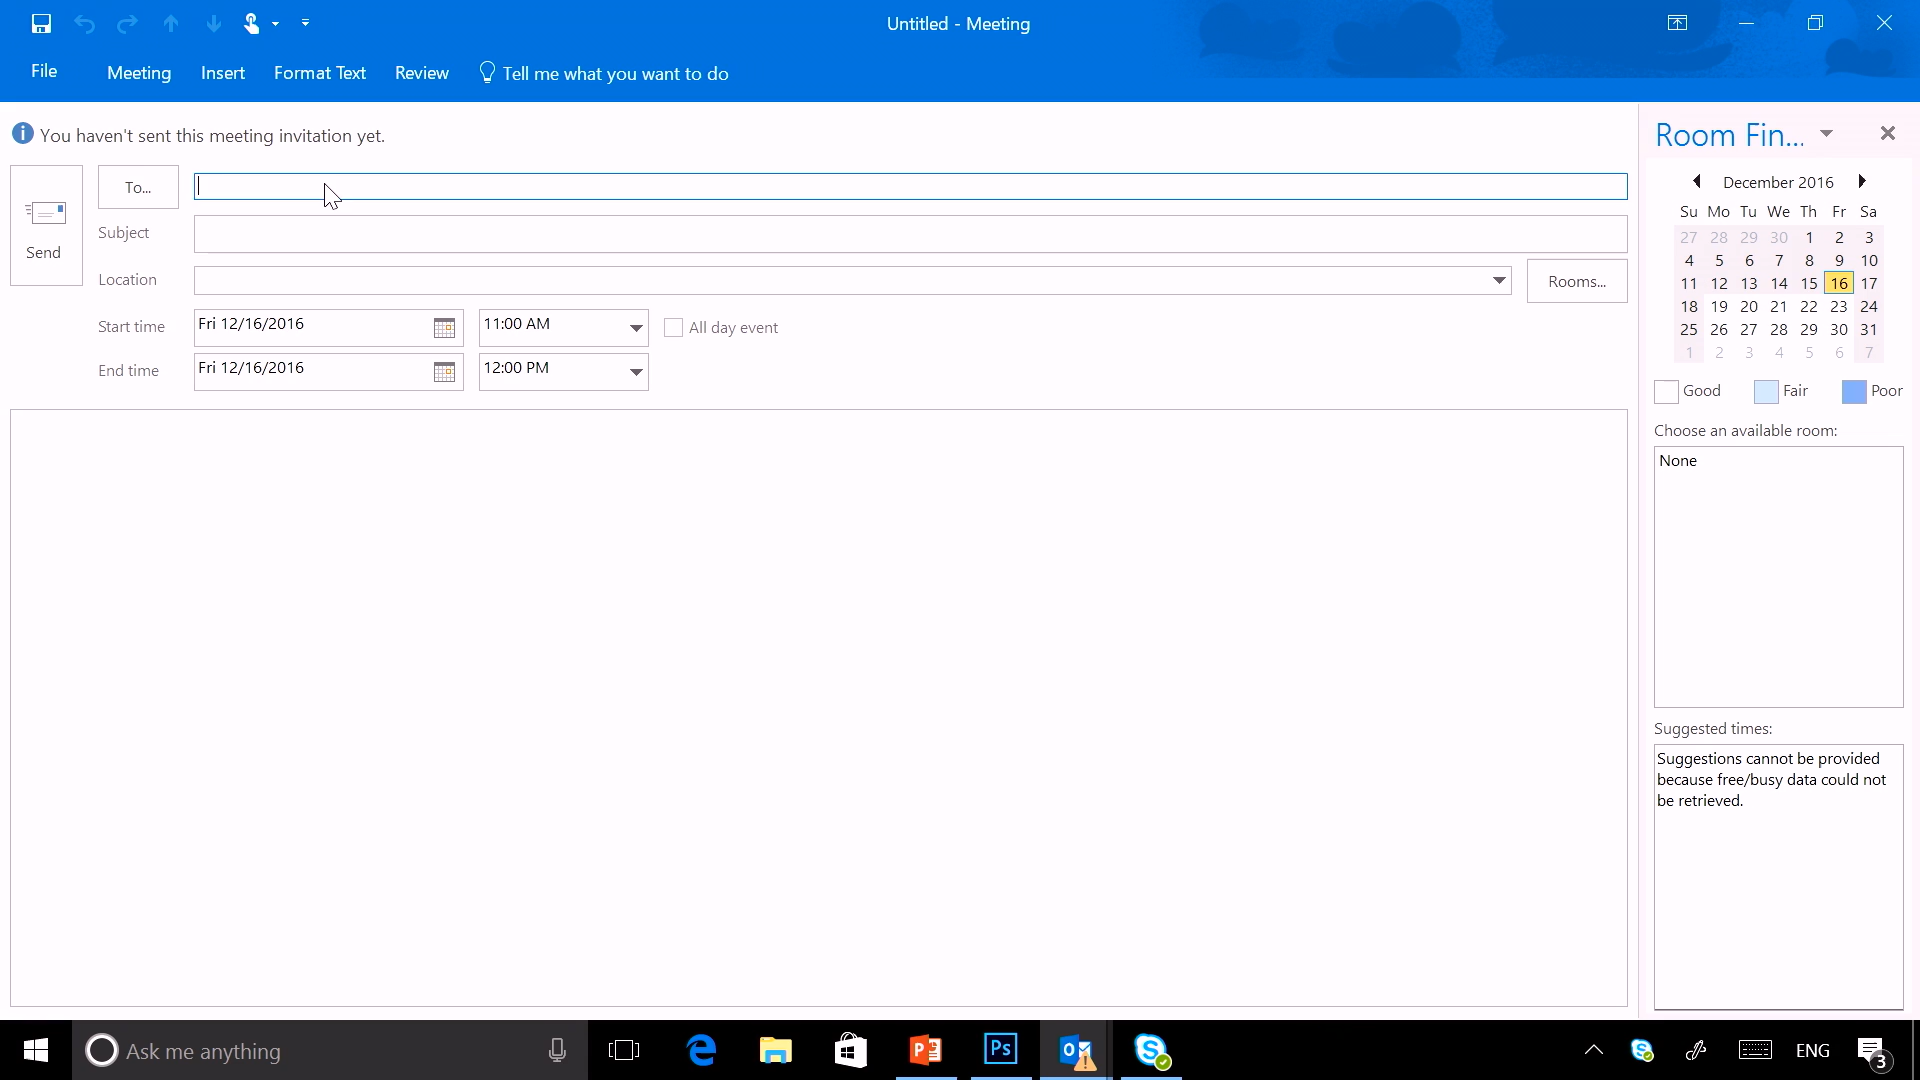 Untitled - Meeting
File Meeting Insert Format Text Review Tell me what you want to do
You haven't sent this meeting invitation yet.
Send
To...
Subject
Location
Rooms...
Start time Fri 12/16/2016 11:00 AM All day event
End time Fri 12/16/2016 12:00 PM
Room Fin...
December 2016
Su Mo Tu We Th Fr Sa
27 28 29 30 1 2 3
4 5 6 7 8 9 10
11 12 13 14 15 16 17
18 19 20 21 22 23 24
25 26 27 28 29 30 31
1 2 3 4 5 6 7
Good Fair Poor
Choose an available room:
None
Suggested times:
Suggestions cannot be provided
because free/busy data could not
be retrieved.
Ask me anything
Ps
ENG
3